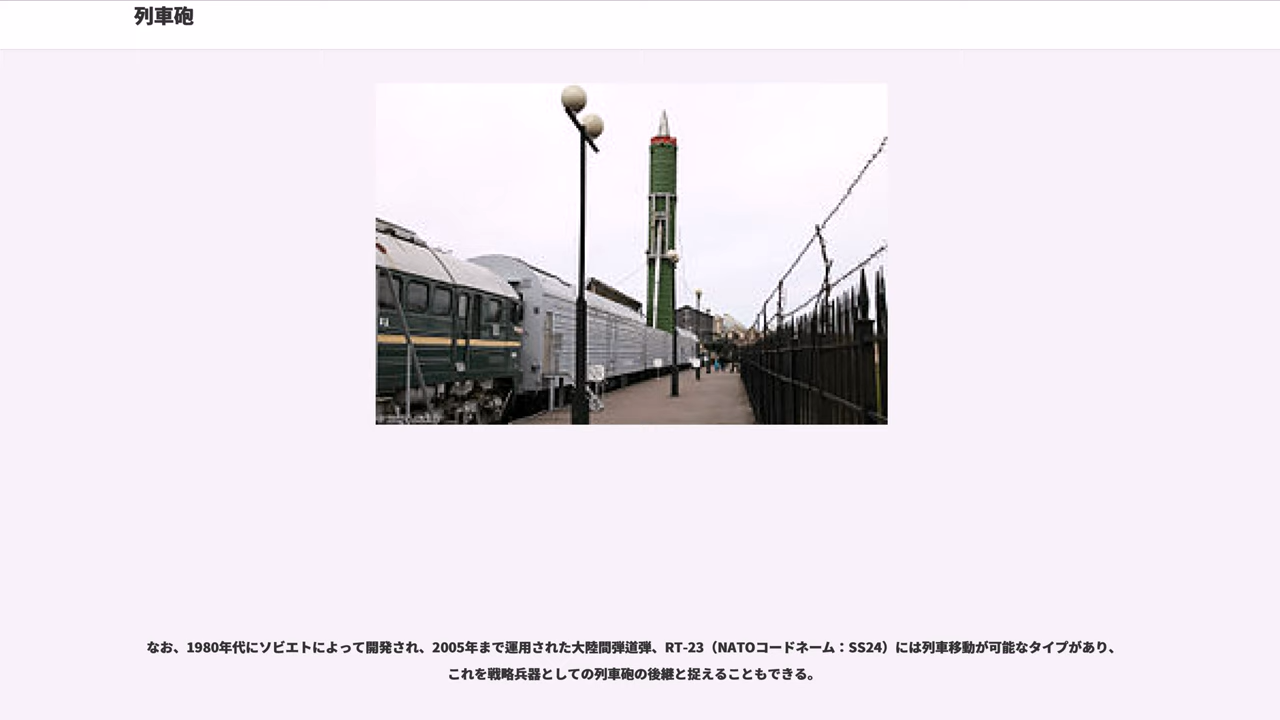 列車砲
なお、1980年代にソビエトによって開発され、2005年まで運用された大陸間弾道弾、RT-23（NATOコードネーム：SS24）には列車移動が可能なタイプがあり、
これを戦略兵器としての列車砲の後継と捉えることもできる。